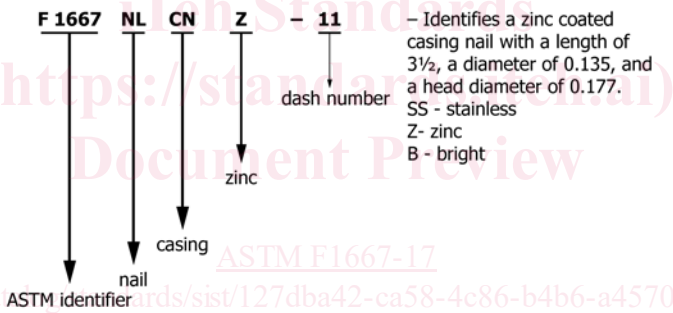 iTeh Standards
F 1667 NL CN Z – 11
– Identifies a zinc coated
casing nail with a length of
3½, a diameter of 0.135, and
a head diameter of 0.177.
SS - stainless
Z- zinc
B - bright
(https://standards.iteh.ai)
dash number
Document Preview
zinc
casing
ASTM F1667-17
nail
ASTM identifier
rds/sist/127dba42-ca58-4c86-b4b6-a4570